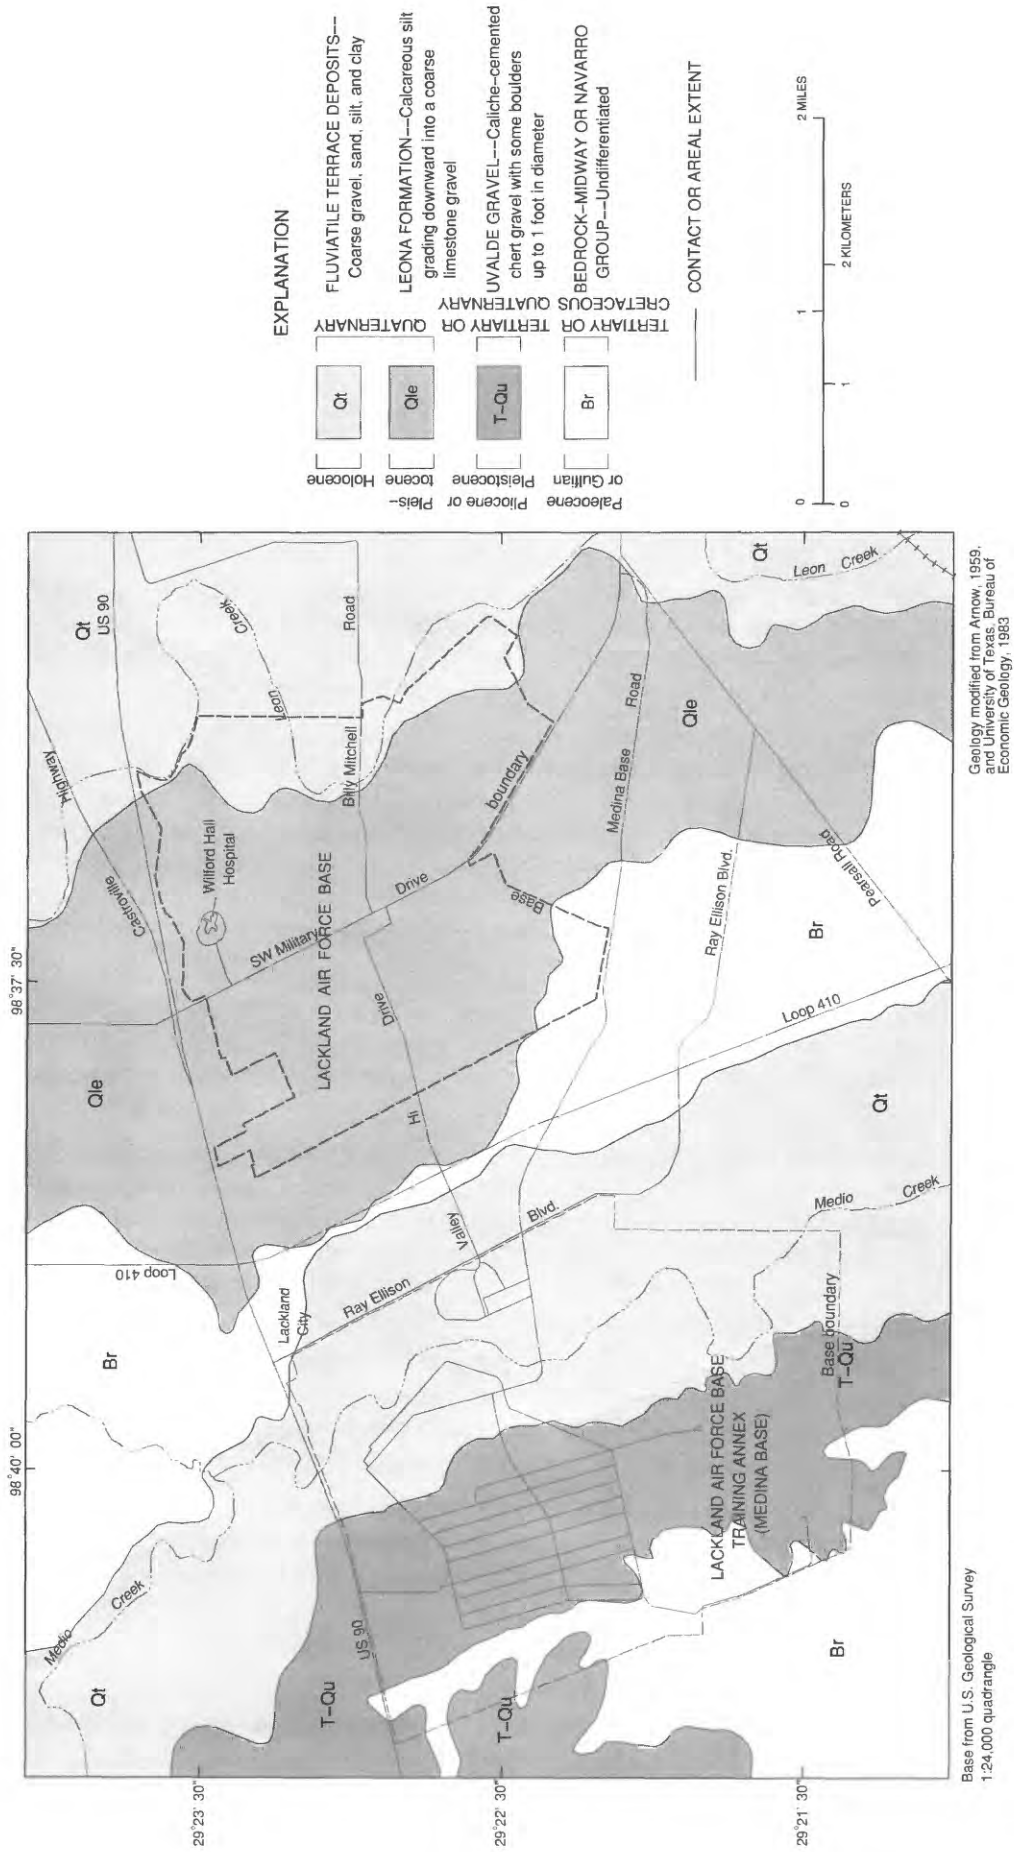 EXPLANATION
Qt
FLUVIATILE TERRACE DEPOSITS––
Coarse gravel, sand, silt, and clay
Qle
LEONA FORMATION––Calcareous silt
grading downward into a coarse
limestone gravel
T–Qu
UVALDE GRAVEL––Caliche–cemented
chert gravel with some boulders
up to 1 foot in diameter
Br
BEDROCK–MIDWAY OR NAVARRO
GROUP––Undifferentiated
CONTACT OR AREAL EXTENT
Holocene
Pleis–
tocene
Pliocene or
Pleistocene
Paleocene
or Gulfian
QUATERNARY
TERTIARY OR
QUATERNARY
TERTIARY OR
CRETACEOUS
0
1
2 MILES
0
1
2 KILOMETERS
98°40' 00"
98°37' 30"
29°23' 30"
29°22' 30"
29°21' 30"
Qt
Medio
Creek
Br
Loop 410
Qle
Castroville
Highway
Qt
US 90
T–Qu
US 90
Lackland
City
Wilford Hall
Hospital
SW Military
Drive
LACKLAND AIR FORCE BASE
Leon
Creek
Billy Mitchell
Road
Ray Ellison
Blvd.
Valley
Hi
Drive
Base
boundary
T–Qu
Medina Base
Road
Qle
Ray Ellison Blvd.
LACKLAND AIR FORCE BASE
TRAINING ANNEX
(MEDINA BASE)
Base boundary
T–Qu
Medio
Creek
Loop 410
Br
Pearsall Road
Leon Creek
Qt
Br
Qt
Base from U.S. Geological Survey
1:24,000 quadrangle
Geology modified from Arnow, 1959,
and University of Texas, Bureau of
Economic Geology, 1983